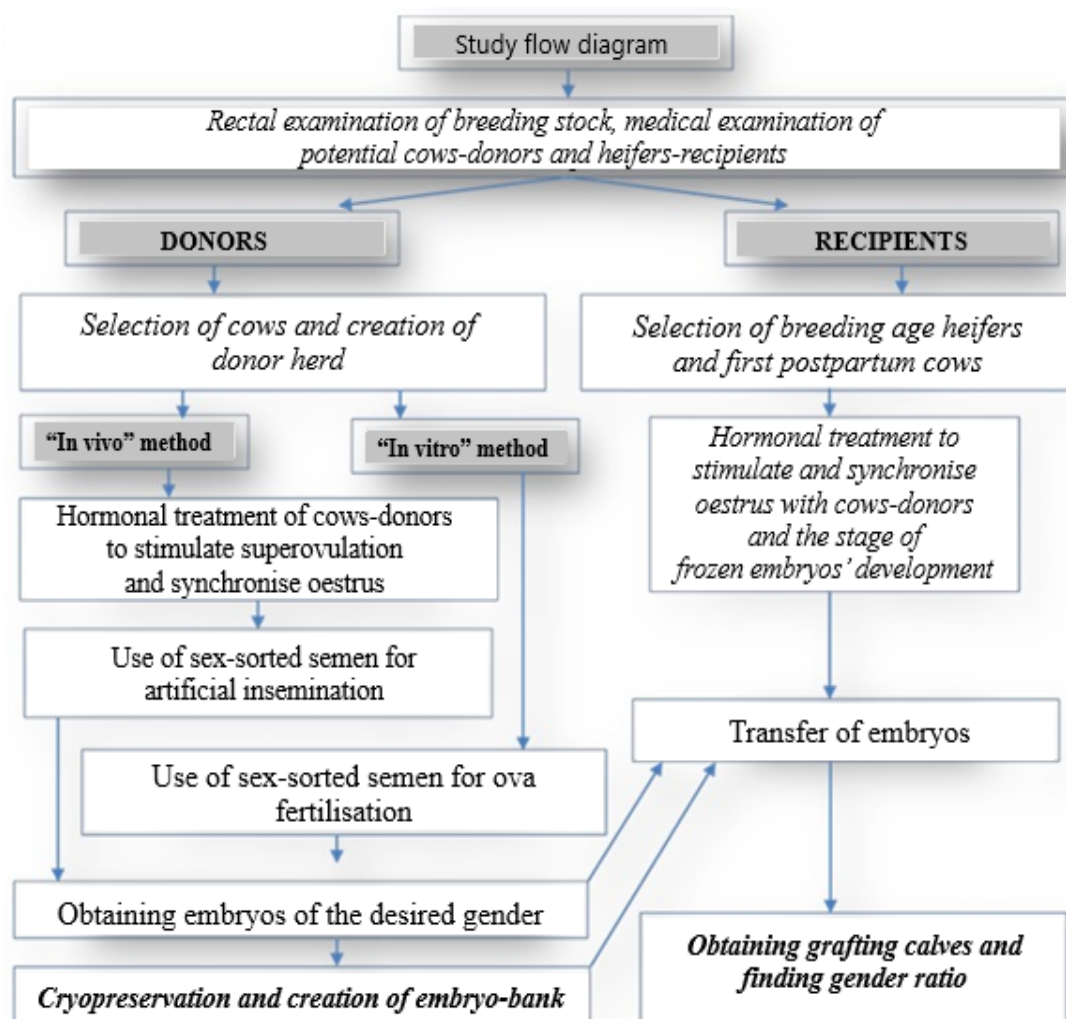 Study flow diagram
Rectal examination of breeding stock, medical examination of
potential cows-donors and heifers-recipients
DONORS
RECIPIENTS
Selection of cows and creation of
donor herd
Selection of breeding age heifers
and first postpartum cows
“In vivo” method
“In vitro” method
Hormonal treatment to
stimulate and synchronise
oestrus with cows-donors
and the stage of
frozen embryos’ development
Hormonal treatment of cows-donors
to stimulate superovulation
and synchronise oestrus
Use of sex-sorted semen for
artificial insemination
Transfer of embryos
Use of sex-sorted semen for ova
fertilisation
Obtaining embryos of the desired gender
Obtaining grafting calves and
finding gender ratio
Cryopreservation and creation of embryo-bank